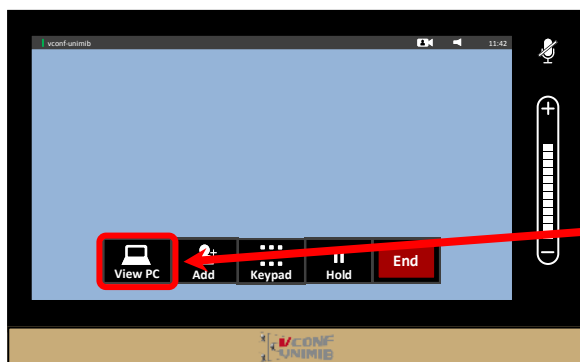 vconf-unimib 11:42
+
View PC Add Keypad Hold End
VCONF
UNIMIB